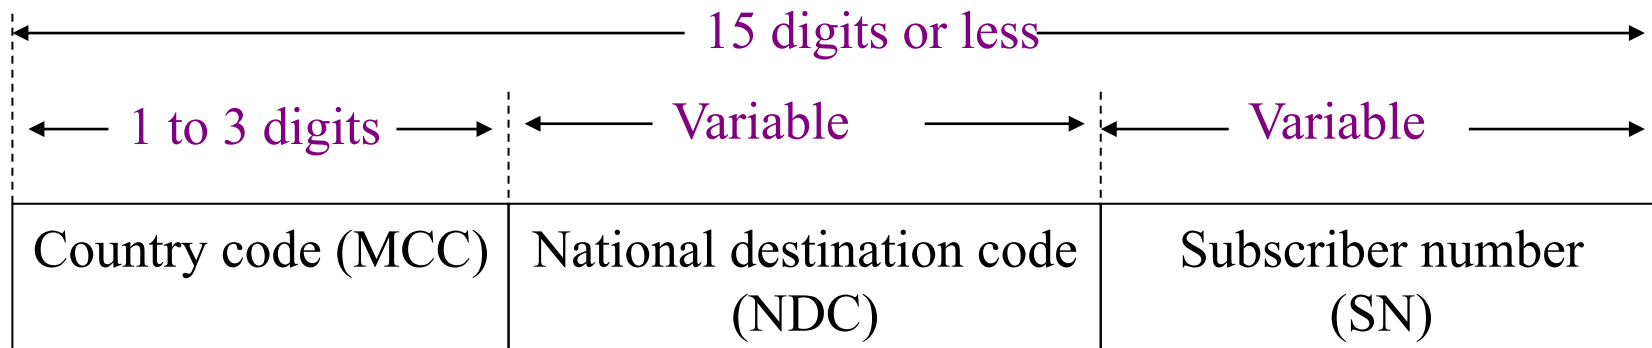 15 digits or less
1 to 3 digits
Variable
Variable
Country code (MCC)
National destination code
(NDC)
Subscriber number
(SN)